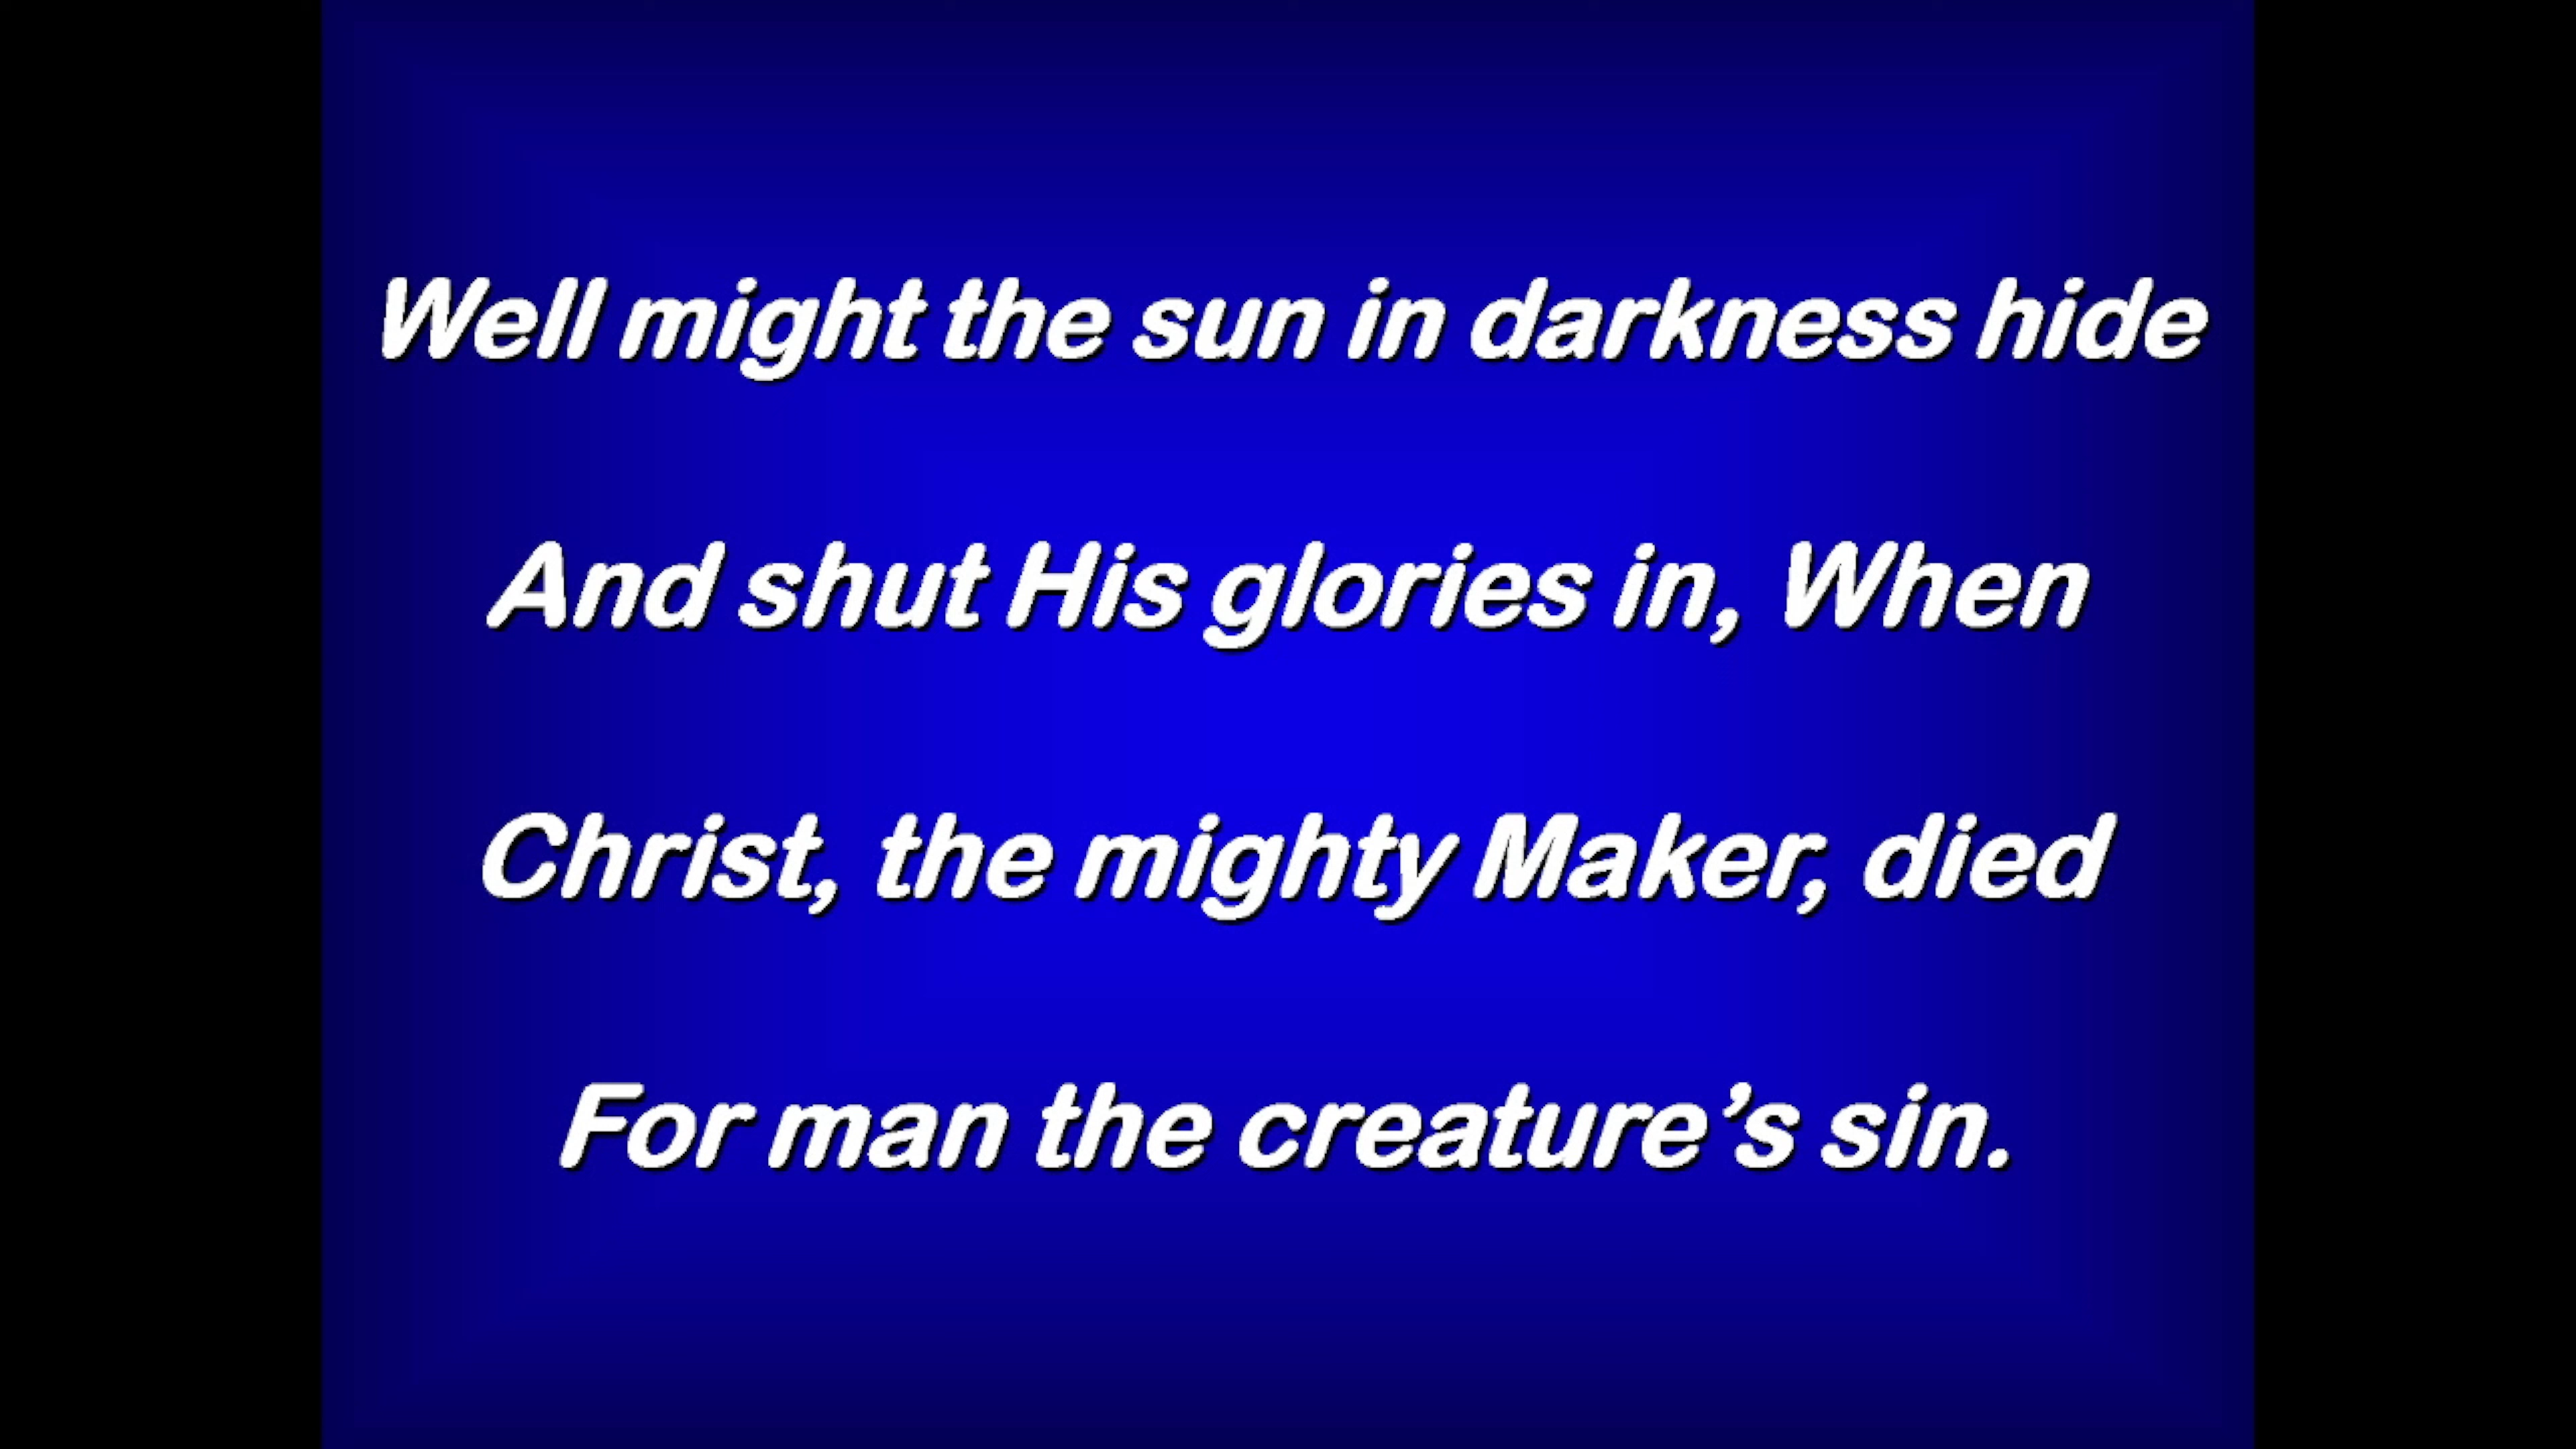 Well might the sun in darkness hide
And shut His glories in, When
Christ, the mighty Maker, died
For man the creature’s sin.